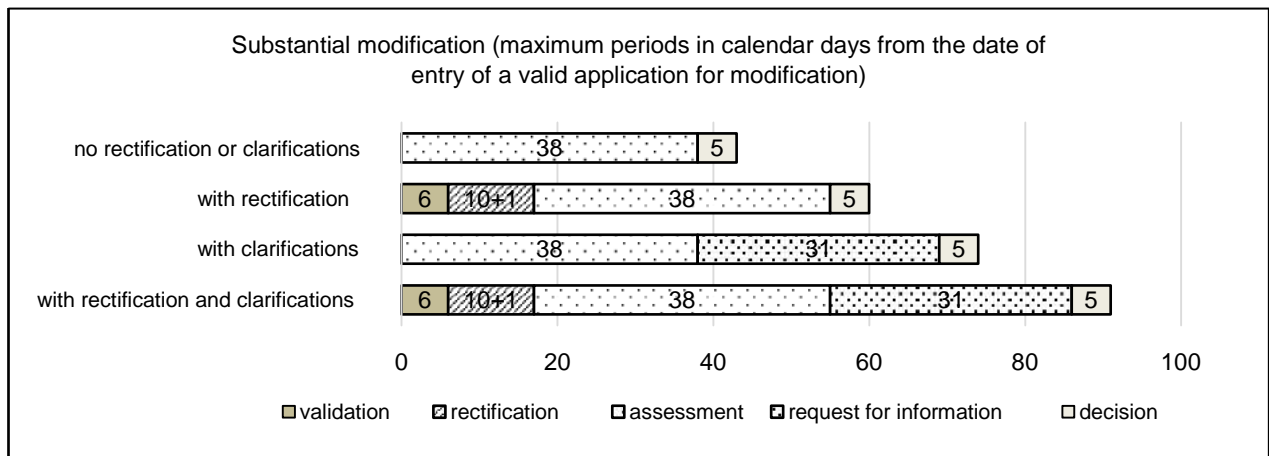 Substantial modification (maximum periods in calendar days from the date of
entry of a valid application for modification)
no rectification or clarifications 38 5
with rectification 6 10+1 38 5
with clarifications 38 31 5
with rectification and clarifications 6 10+1 38 31 5
0 20 40 60 80 100
validation rectification assessment request for information decision